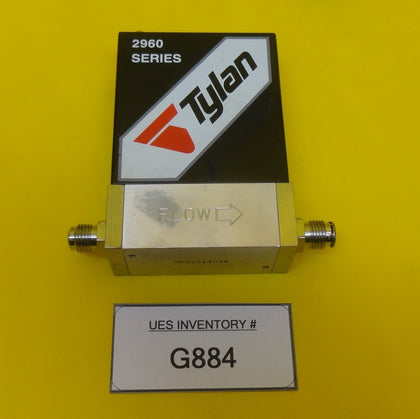 2960
SERIES
Tylan
FLOW
UES INVENTORY #
G884